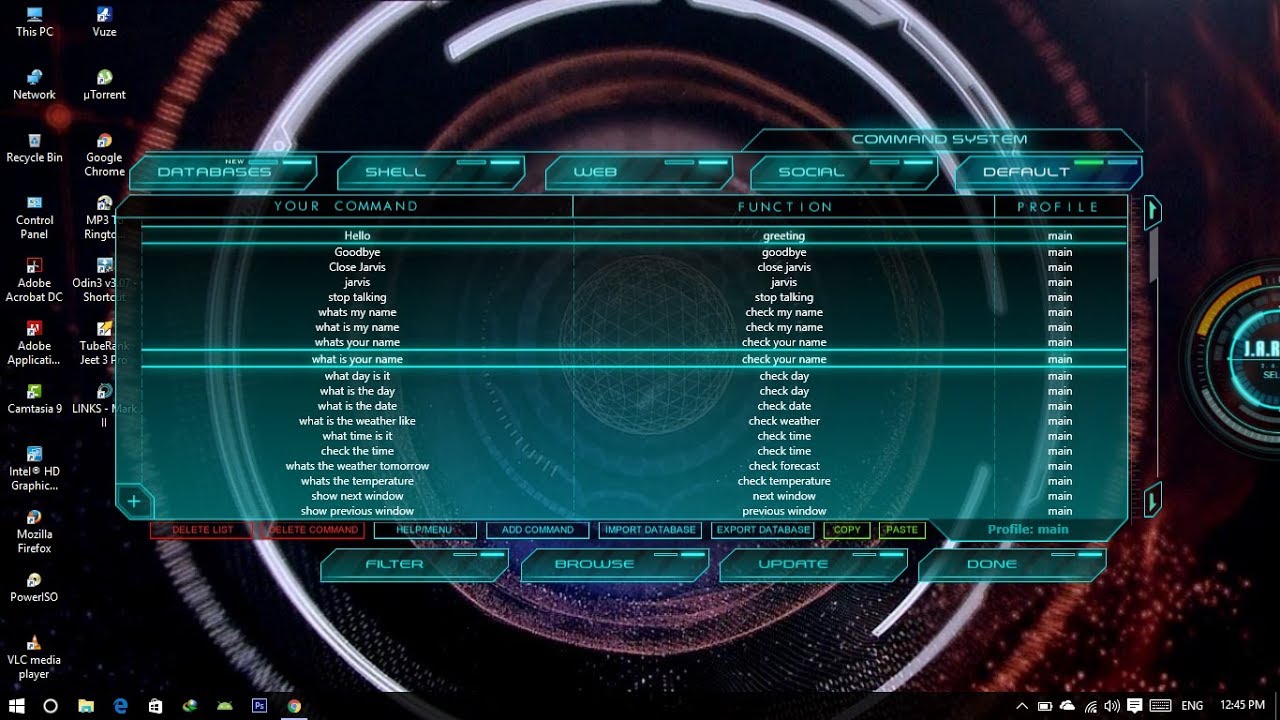 This PC
Vuze
Network
µTorrent
Recycle Bin
Google
Chrome
Control
Panel
MP3 T
Ringto
Adobe
Acrobat DC
Odin3 v3.07 -
Shortcut
Adobe
Applicati...
TubeRank
Jeet 3 Pro
Camtasia 9
LINKS - Mark
II
Intel® HD
Graphic...
Mozilla
Firefox
PowerISO
VLC media
player
COMMAND SYSTEM
NEW
DATABASES
SHELL
WEB
SOCIAL
DEFAULT
YOUR COMMAND FUNCTION PROFILE
Hello greeting main
Goodbye goodbye main
Close Jarvis close jarvis main
jarvis jarvis main
stop talking stop talking main
whats my name check my name main
what is my name check my name main
whats your name check your name main
what is your name check your name main
what day is it check day main
what is the day check day main
what is the date check date main
what is the weather like check weather main
what time is it check time main
check the time check time main
whats the weather tomorrow check forecast main
whats the temperature check temperature main
show next window next window main
show previous window previous window main
+
DELETE LIST
DELETE COMMAND
HELP/MENU
ADD COMMAND
IMPORT DATABASE
EXPORT DATABASE
COPY
PASTE
Profile: main
FILTER
BROWSE
UPDATE
DONE
J.A.R
SEL
Ps
ENG
12:45 PM